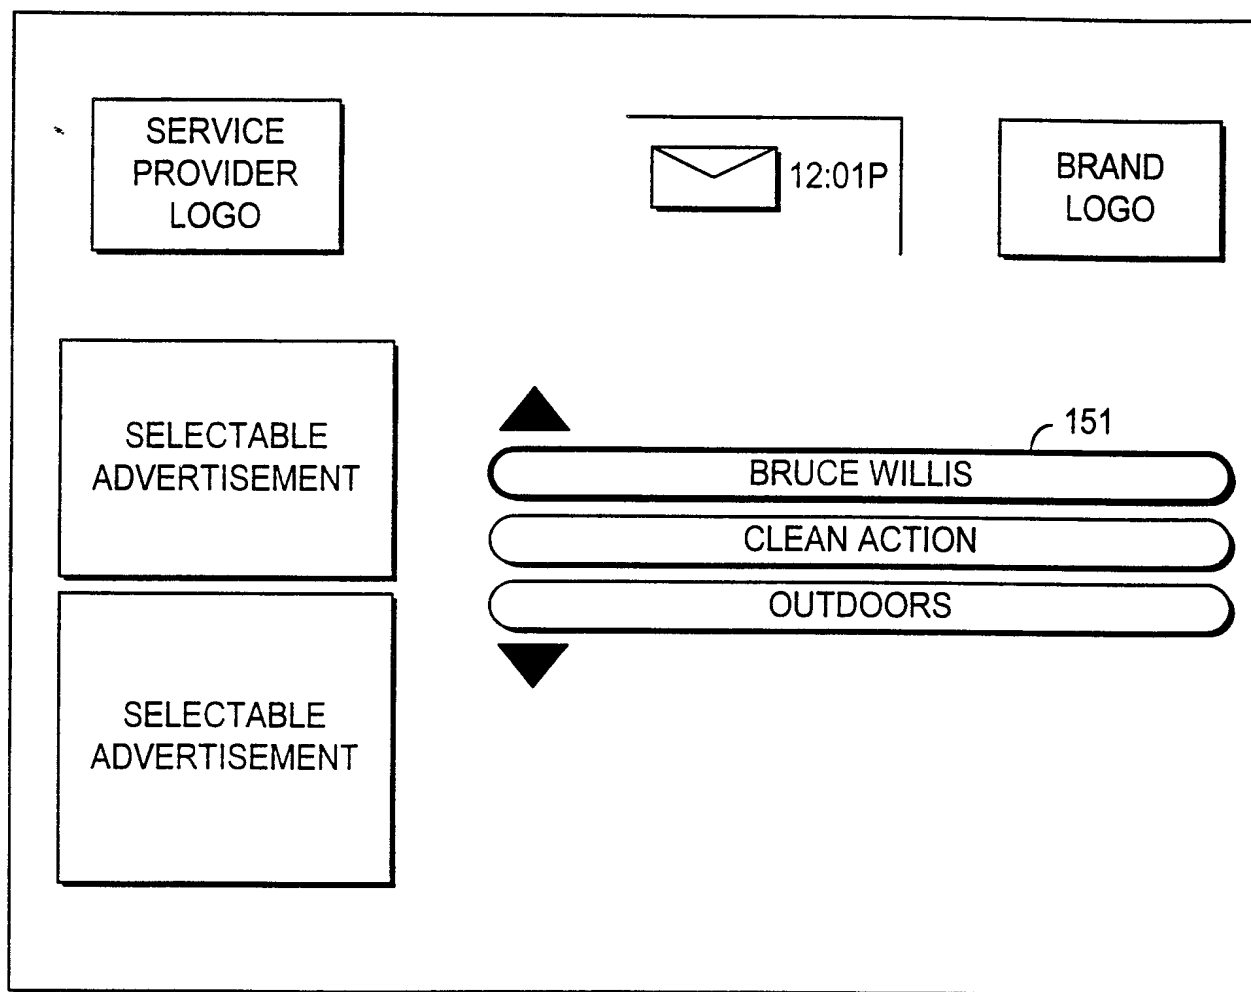 SERVICE
PROVIDER
LOGO
12:01P
BRAND
LOGO
SELECTABLE
ADVERTISEMENT
151
BRUCE WILLIS
CLEAN ACTION
OUTDOORS
SELECTABLE
ADVERTISEMENT